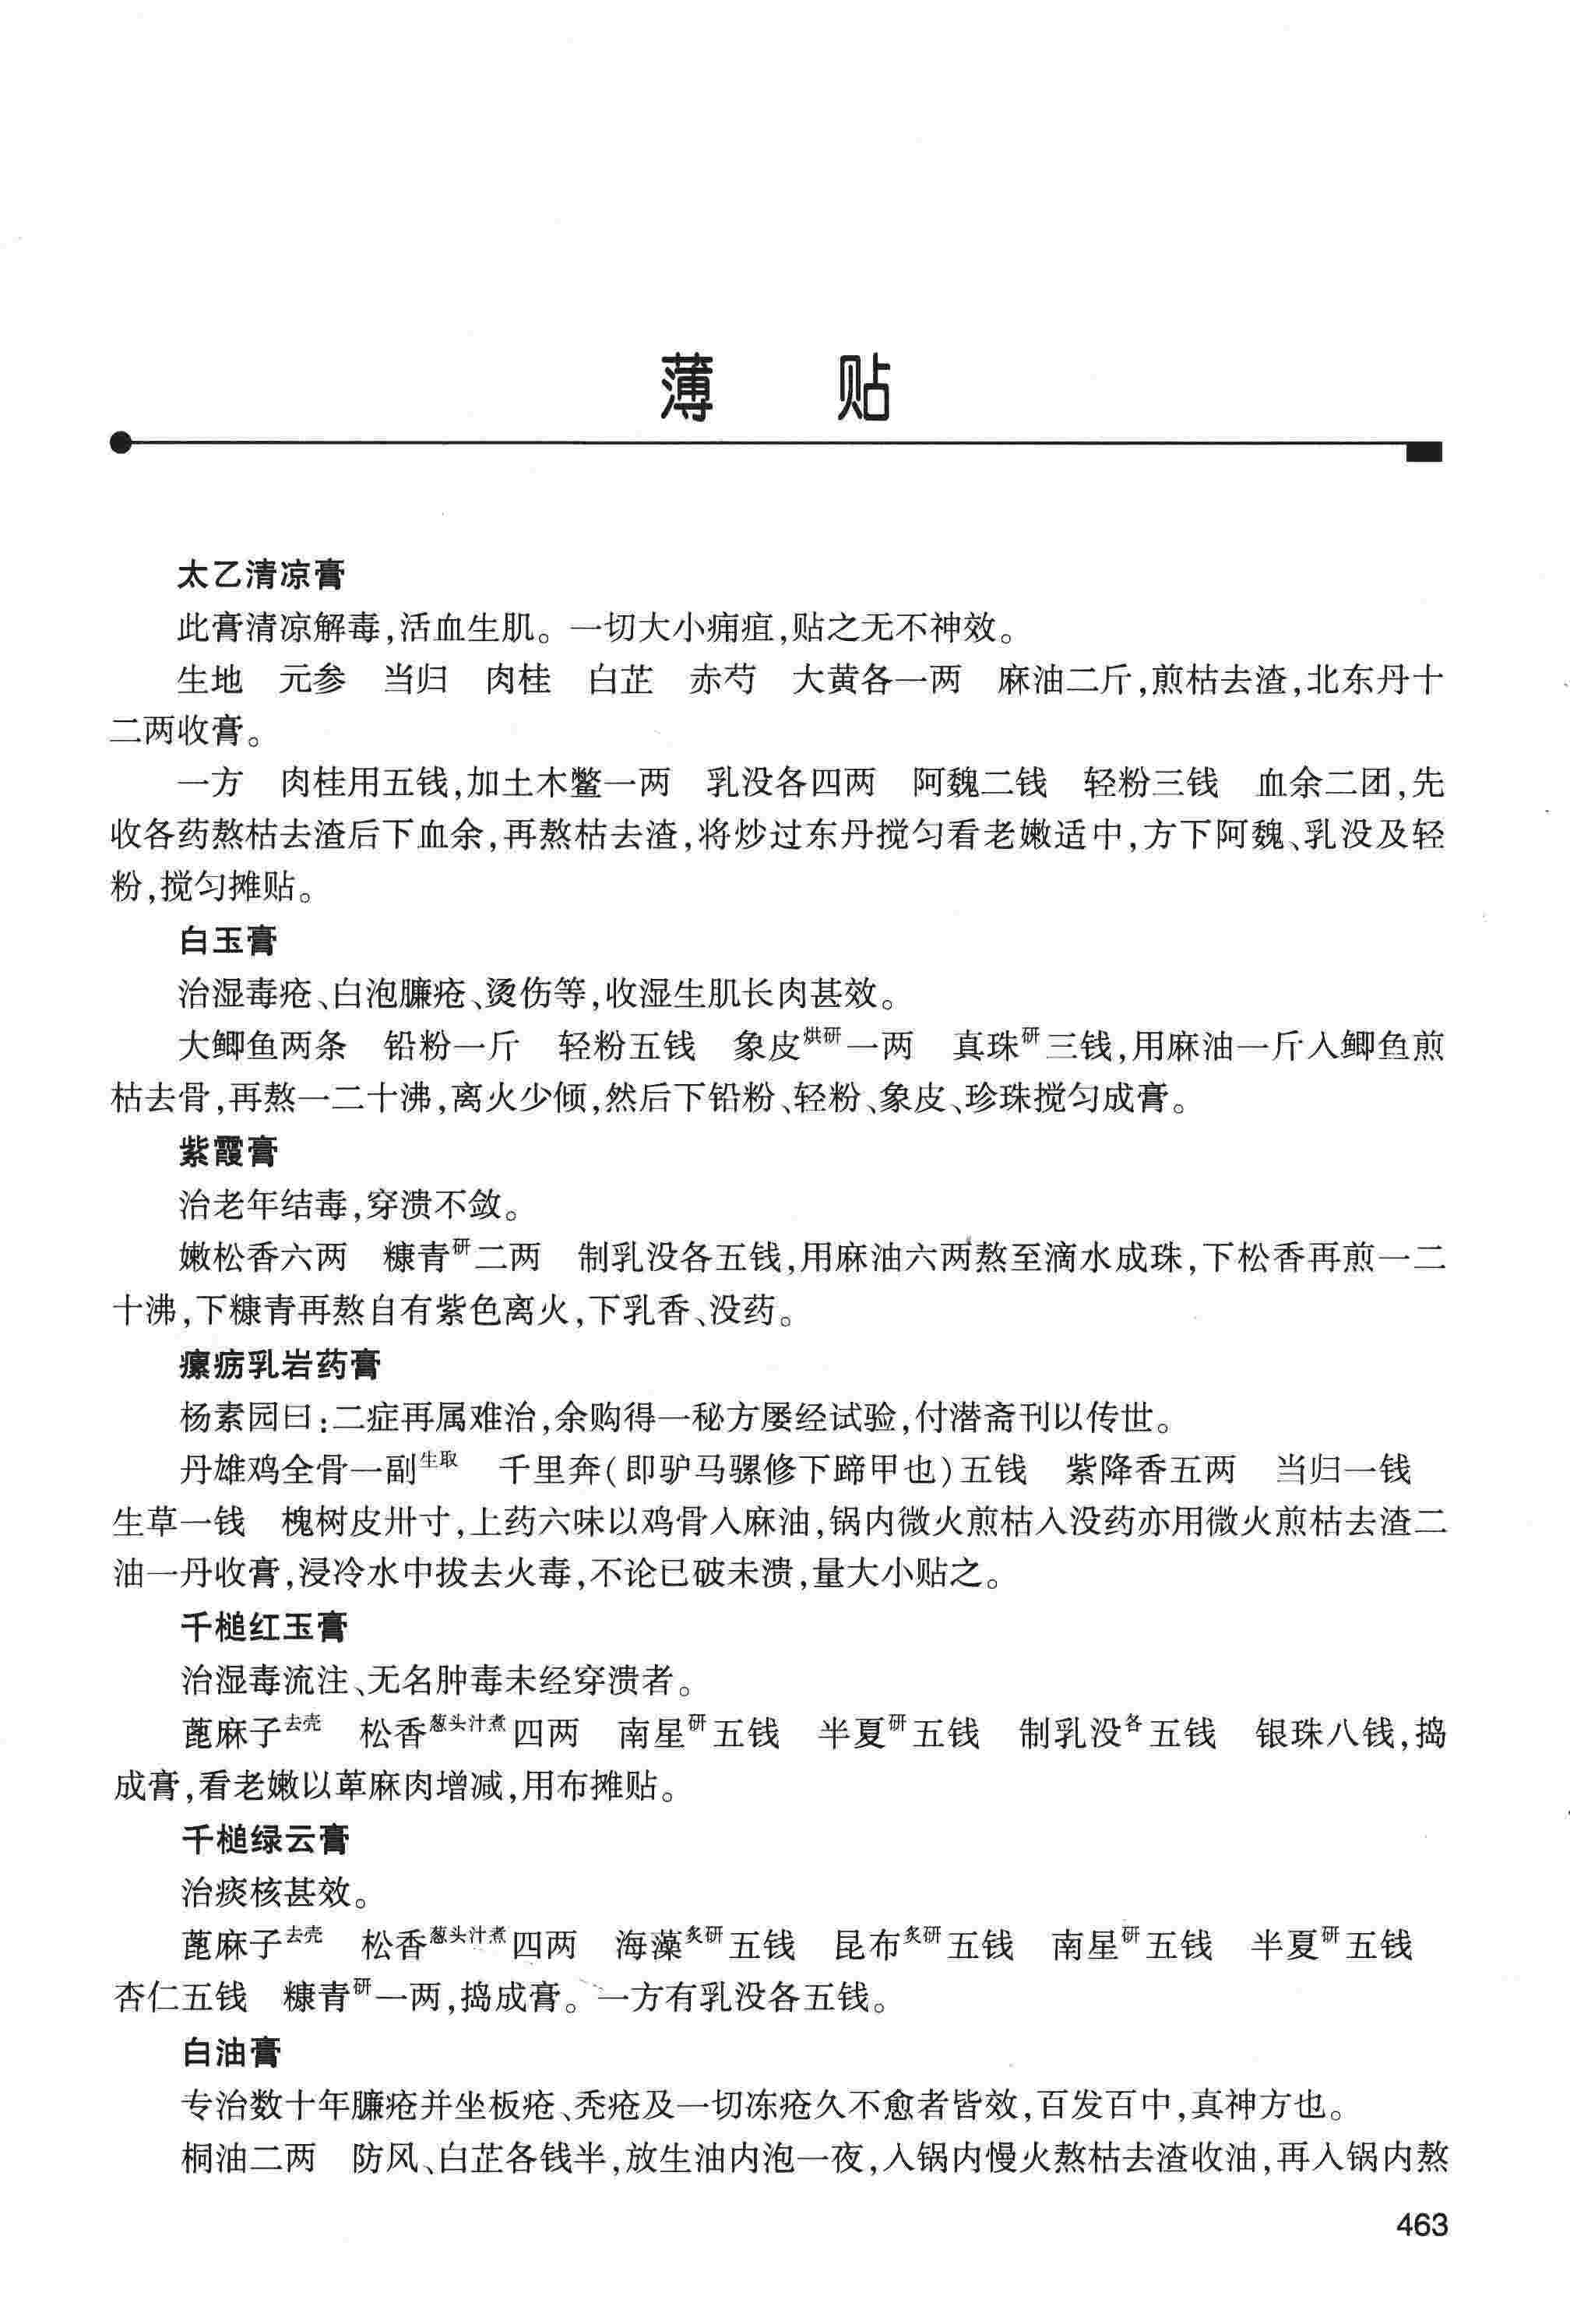 薄 贴
太乙清凉膏
此膏清凉解毒,活血生肌。一切大小痈疽,贴之无不神效。
生地 元参 当归 肉桂 白芷 赤芍 大黄各一两 麻油二斤,煎枯去渣,北东丹十
二两收膏。
一方 肉桂用五钱,加土木鳖一两 乳没各四两 阿魏二钱 轻粉三钱 血余二团,先
收各药熬枯去渣后下血余,再熬枯去渣,将炒过东丹搅匀看老嫩适中,方下阿魏、乳没及轻
粉,搅匀摊贴。
白玉膏
治湿毒疮、白泡臁疮、烫伤等,收湿生肌长肉甚效。
大鲫鱼两条 铅粉一斤 轻粉五钱 象皮烘研一两 真珠研三钱,用麻油一斤入鲫鱼煎
枯去骨,再熬一二十沸,离火少倾,然后下铅粉、轻粉、象皮、珍珠搅匀成膏。
紫霞膏
治老年结毒,穿溃不敛。
嫩松香六两 糠青研二两 制乳没各五钱,用麻油六两熬至滴水成珠,下松香再煎一二
十沸,下糠青再熬自有紫色离火,下乳香、没药。
瘰疬乳岩药膏
杨素园曰:二症再属难治,余购得一秘方屡经试验,付潜斋刊以传世。
丹雄鸡全骨一副生取 千里奔(即驴马骡修下蹄甲也)五钱 紫降香五两 当归一钱
生草一钱 槐树皮卅寸,上药六味以鸡骨入麻油,锅内微火煎枯入没药亦用微火煎枯去渣二
油一丹收膏,浸冷水中拔去火毒,不论已破未溃,量大小贴之。
千槌红玉膏
治湿毒流注、无名肿毒未经穿溃者。
蓖麻子去壳 松香葱头汁煮四两 南星研五钱 半夏研五钱 制乳没各五钱 银珠八钱,捣
成膏,看老嫩以萆麻肉增减,用布摊贴。
千槌绿云膏
治痰核甚效。
蓖麻子去壳 松香葱头汁煮四两 海藻炙研五钱 昆布炙研五钱 南星研五钱 半夏研五钱
杏仁五钱 糠青研一两,捣成膏。一方有乳没各五钱。
白油膏
专治数十年臁疮并坐板疮、秃疮及一切冻疮久不愈者皆效,百发百中,真神方也。
桐油二两 防风、白芷各钱半,放生油内泡一夜,入锅内慢火熬枯去渣收油,再入锅内熬
463